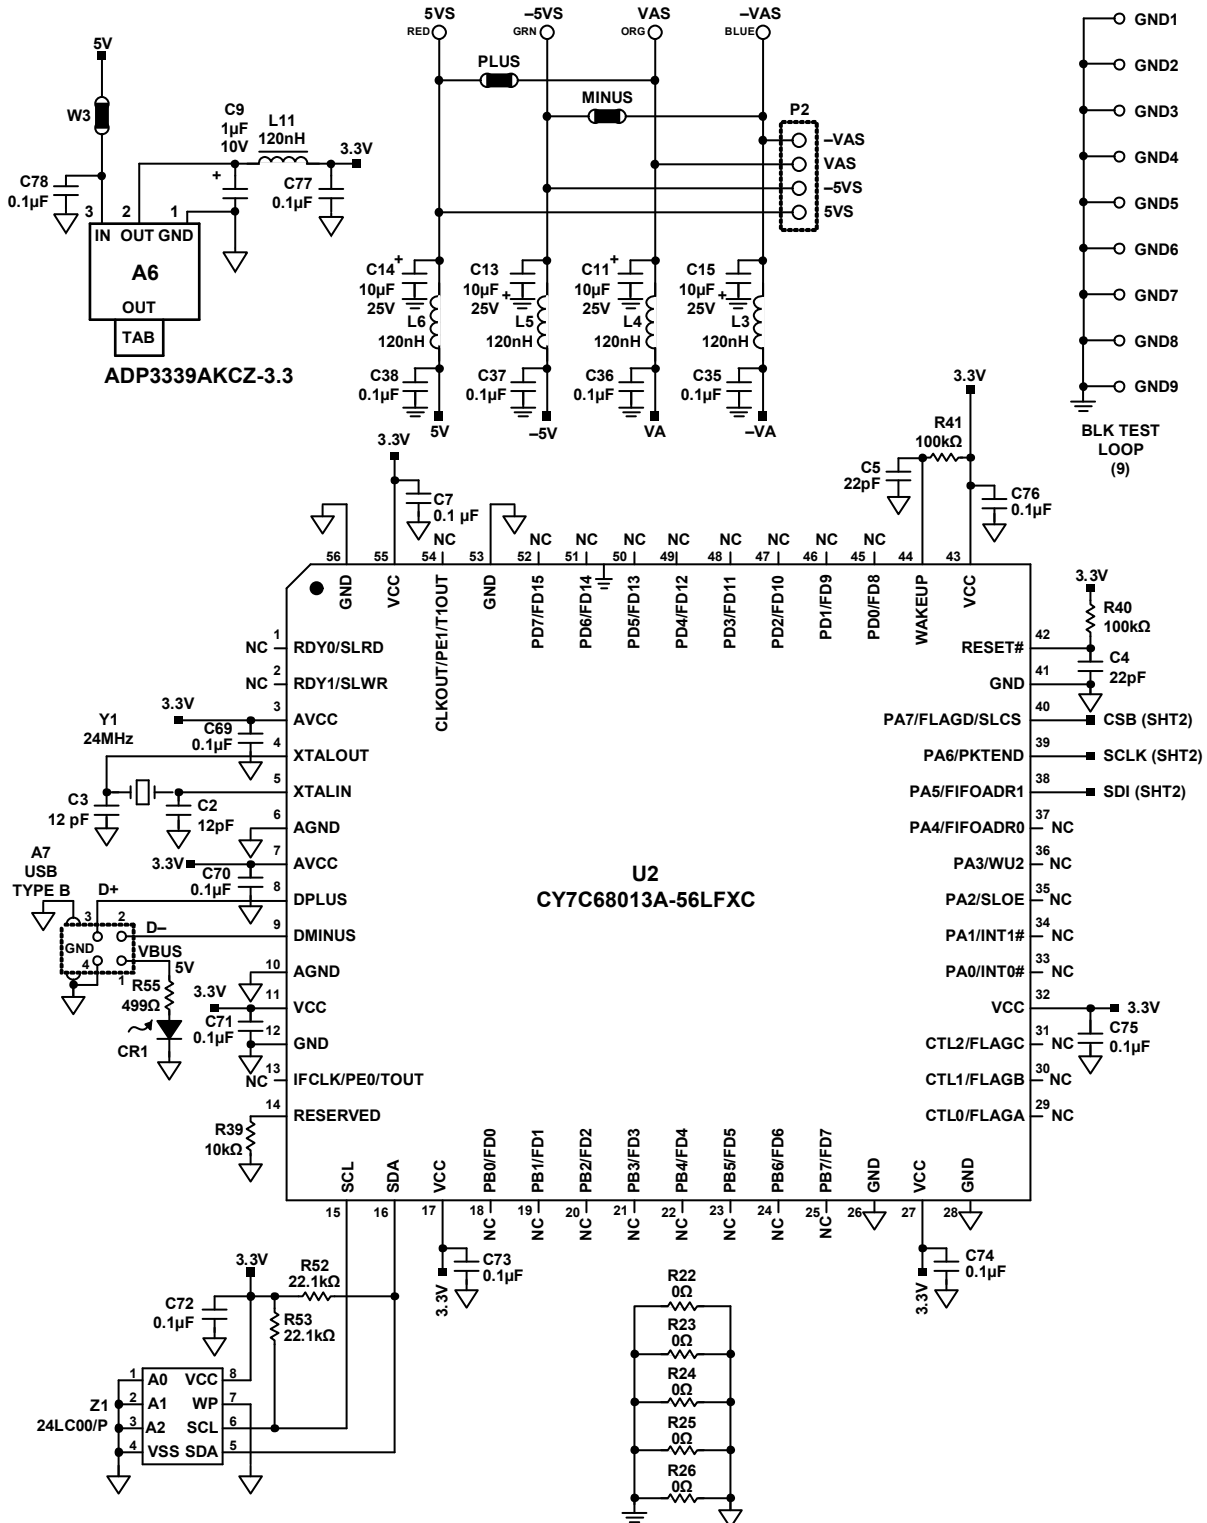 5VS
RED
–5VS
GRN
VAS
ORG
–VAS
BLUE
PLUS
MINUS
P2
–VAS
VAS
–5VS
5VS
GND1
GND2
GND3
GND4
GND5
GND6
GND7
GND8
GND9
BLK TEST
LOOP
(9)
5V
W3
C9
1µF
10V
+
L11
120nH
3.3V
C78
0.1µF
C77
0.1µF
3
2
1
IN
OUT
GND
A6
OUT
TAB
ADP3339AKCZ-3.3
C14
+
10µF
25V
L6
120nH
C38
0.1µF
5V
C13
10µF
+
25V
L5
120nH
C37
0.1µF
–5V
C11
+
10µF
25V
L4
120nH
C36
0.1µF
VA
C15
10µF
+
25V
L3
120nH
C35
0.1µF
–VA
3.3V
C7
0.1 µF
3.3V
R41
100kΩ
C5
22pF
C76
0.1µF
NC
NC
NC
NC
NC
NC
NC
NC
NC
56
55
54
53
52
51
50
49
48
47
46
45
44
43
GND
VCC
CLKOUT/PE1/T1OUT
GND
PD7/FD15
PD6/FD14
PD5/FD13
PD4/FD12
PD3/FD11
PD2/FD10
PD1/FD9
PD0/FD8
WAKEUP
VCC
NC
1
RDY0/SLRD
NC
2
RDY1/SLWR
3.3V
3
AVCC
C69
0.1µF
Y1
24MHz
4
XTALOUT
5
XTALIN
C3
12 pF
C2
12pF
6
AGND
3.3V
7
AVCC
C70
0.1µF
A7
USB
TYPE B
D+
8
DPLUS
D–
9
DMINUS
3
2
GND
4
1
VBUS
5V
10
AGND
R55
499Ω
CR1
3.3V
11
VCC
C71
0.1µF
12
GND
NC
13
IFCLK/PE0/TOUT
14
RESERVED
R39
10kΩ
U2
CY7C68013A-56LFXC
3.3V
R40
100kΩ
RESET#
42
C4
22pF
GND
41
PA7/FLAGD/SLCS
40
CSB (SHT2)
PA6/PKTEND
39
SCLK (SHT2)
PA5/FIFOADR1
38
SDI (SHT2)
PA4/FIFOADR0
37
NC
PA3/WU2
36
NC
PA2/SLOE
35
NC
PA1/INT1#
34
NC
PA0/INT0#
33
NC
VCC
32
3.3V
C75
0.1µF
CTL2/FLAGC
31
NC
CTL1/FLAGB
30
NC
CTL0/FLAGA
29
NC
SCL
SDA
VCC
PB0/FD0
PB1/FD1
PB2/FD2
PB3/FD3
PB4/FD4
PB5/FD5
PB6/FD6
PB7/FD7
GND
VCC
GND
15
16
17
18
19
20
21
22
23
24
25
26
27
28
NC
NC
NC
NC
NC
NC
NC
NC
3.3V
C73
0.1µF
3.3V
C74
0.1µF
3.3V
R52
22.1kΩ
C72
0.1µF
R53
22.1kΩ
Z1
24LC00/P
1
A0
VCC
8
2
A1
WP
7
3
A2
SCL
6
4
VSS
SDA
5
R22
0Ω
R23
0Ω
R24
0Ω
R25
0Ω
R26
0Ω